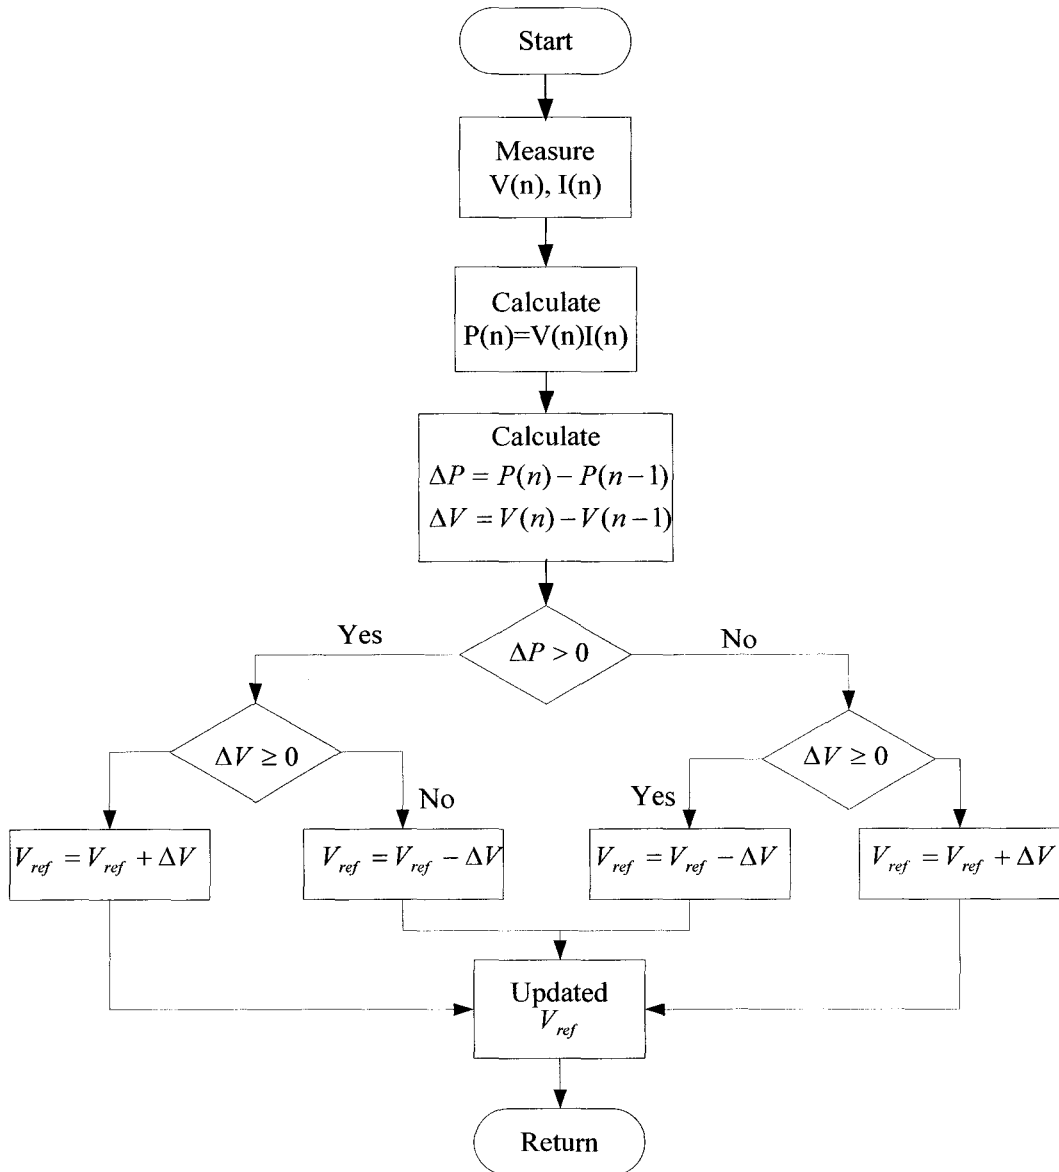 Start
Measure
V(n), I(n)
Calculate
P(n)=V(n)I(n)
Calculate
ΔP = P(n) − P(n−1)
ΔV = V(n) − V(n−1)
Yes
ΔP > 0
No
ΔV ≥ 0
No
ΔV ≥ 0
Yes
V_ref = V_ref + ΔV
V_ref = V_ref − ΔV
V_ref = V_ref − ΔV
V_ref = V_ref + ΔV
Updated
V_ref
Return